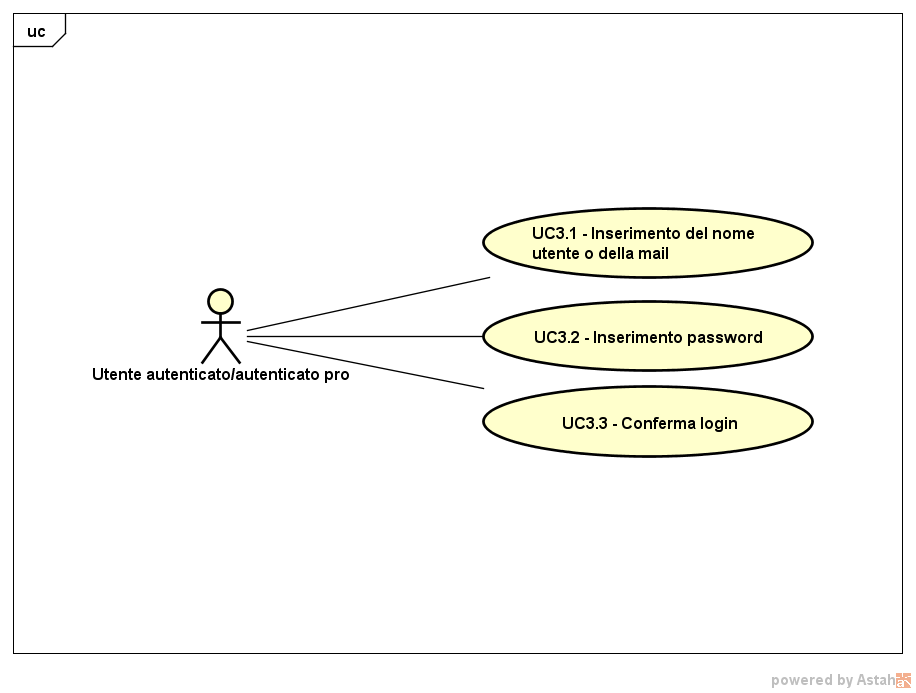 uc
UC3.1 - Inserimento del nome
utente o della mail
UC3.2 - Inserimento password
Utente autenticato/autenticato pro
UC3.3 - Conferma login
powered by Astah